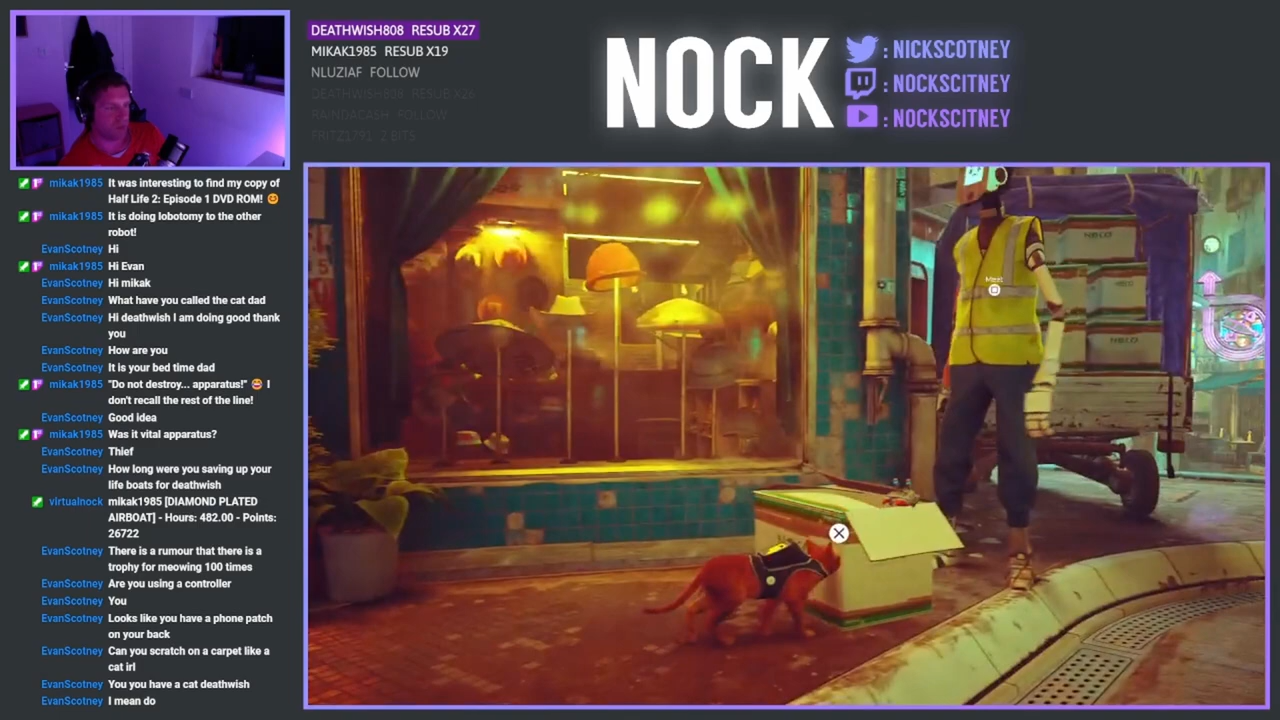 DEATHWISH808 RESUB X27
MIKAK1985 RESUB X19
NLUZIAF FOLLOW
DEATHWISH808 RESUB X26
RAINDACASH FOLLOW
FRITZ1791 2 BITS
NOCK
: NICKSCOTNEY
: NOCKSCITNEY
: NOCKSCITNEY
mikak1985 It was interesting to find my copy of
Half Life 2: Episode 1 DVD ROM!
mikak1985 It is doing lobotomy to the other
robot!
EvanScotney Hi
mikak1985 Hi Evan
EvanScotney Hi mikak
EvanScotney What have you called the cat dad
EvanScotney Hi deathwish I am doing good thank
you
EvanScotney How are you
EvanScotney It is your bed time dad
mikak1985 "Do not destroy... apparatus!" I
don't recall the rest of the line!
EvanScotney Good idea
mikak1985 Was it vital apparatus?
EvanScotney Thief
EvanScotney How long were you saving up your
life boats for deathwish
virtualnock mikak1985 [DIAMOND PLATED
AIRBOAT] - Hours: 482.00 - Points:
26722
EvanScotney There is a rumour that there is a
trophy for meowing 100 times
EvanScotney Are you using a controller
EvanScotney You
EvanScotney Looks like you have a phone patch
on your back
EvanScotney Can you scratch on a carpet like a
cat irl
EvanScotney You you have a cat deathwish
EvanScotney I mean do